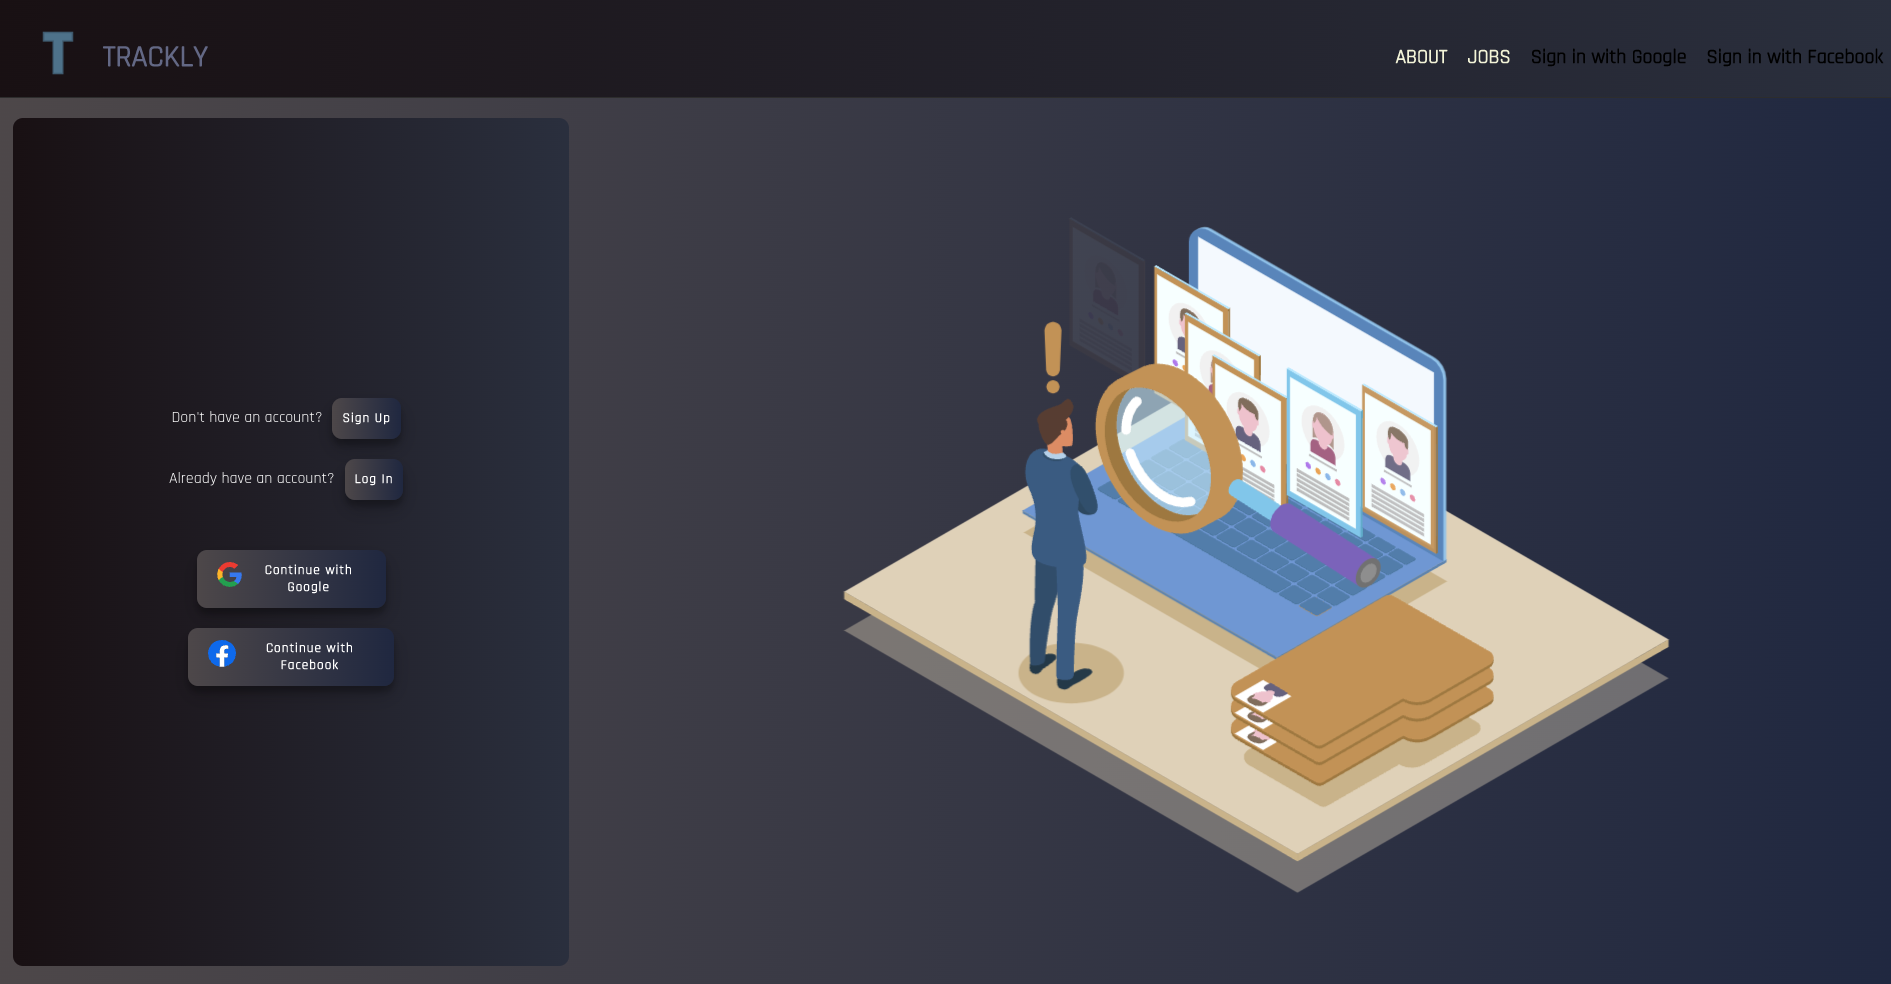 T TRACKLY
ABOUT JOBS Sign in with Google Sign in with Facebook
Don't have an account? Sign Up
Already have an account? Log In
Continue with
Google
Continue with
Facebook